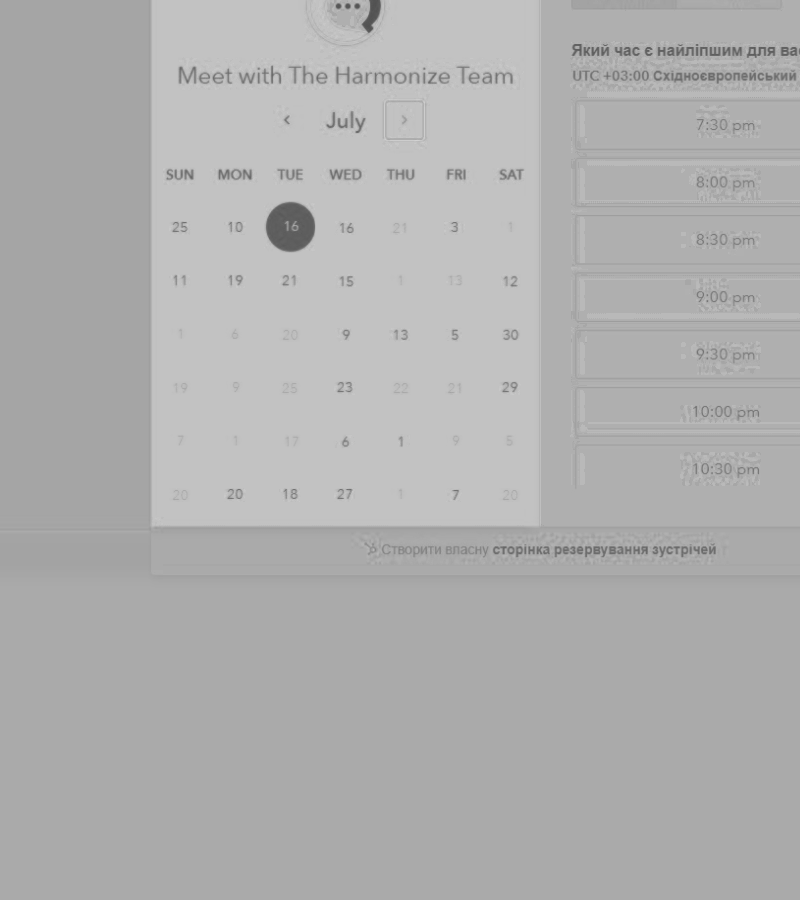 Meet with The Harmonize Team
July
SUN MON TUE WED THU FRI SAT
25 10 16 16 21 3 1
11 19 21 15 1 13 12
1 6 20 9 13 5 30
19 9 25 23 22 21 29
7 1 17 6 1 9 5
20 20 18 27 1 7 20
Який час є найліпшим для вас
UTC +03:00 Східноєвропейський
7:30 pm
8:00 pm
8:30 pm
9:00 pm
9:30 pm
10:00 pm
10:30 pm
Створити власну сторінка резервування зустрічей